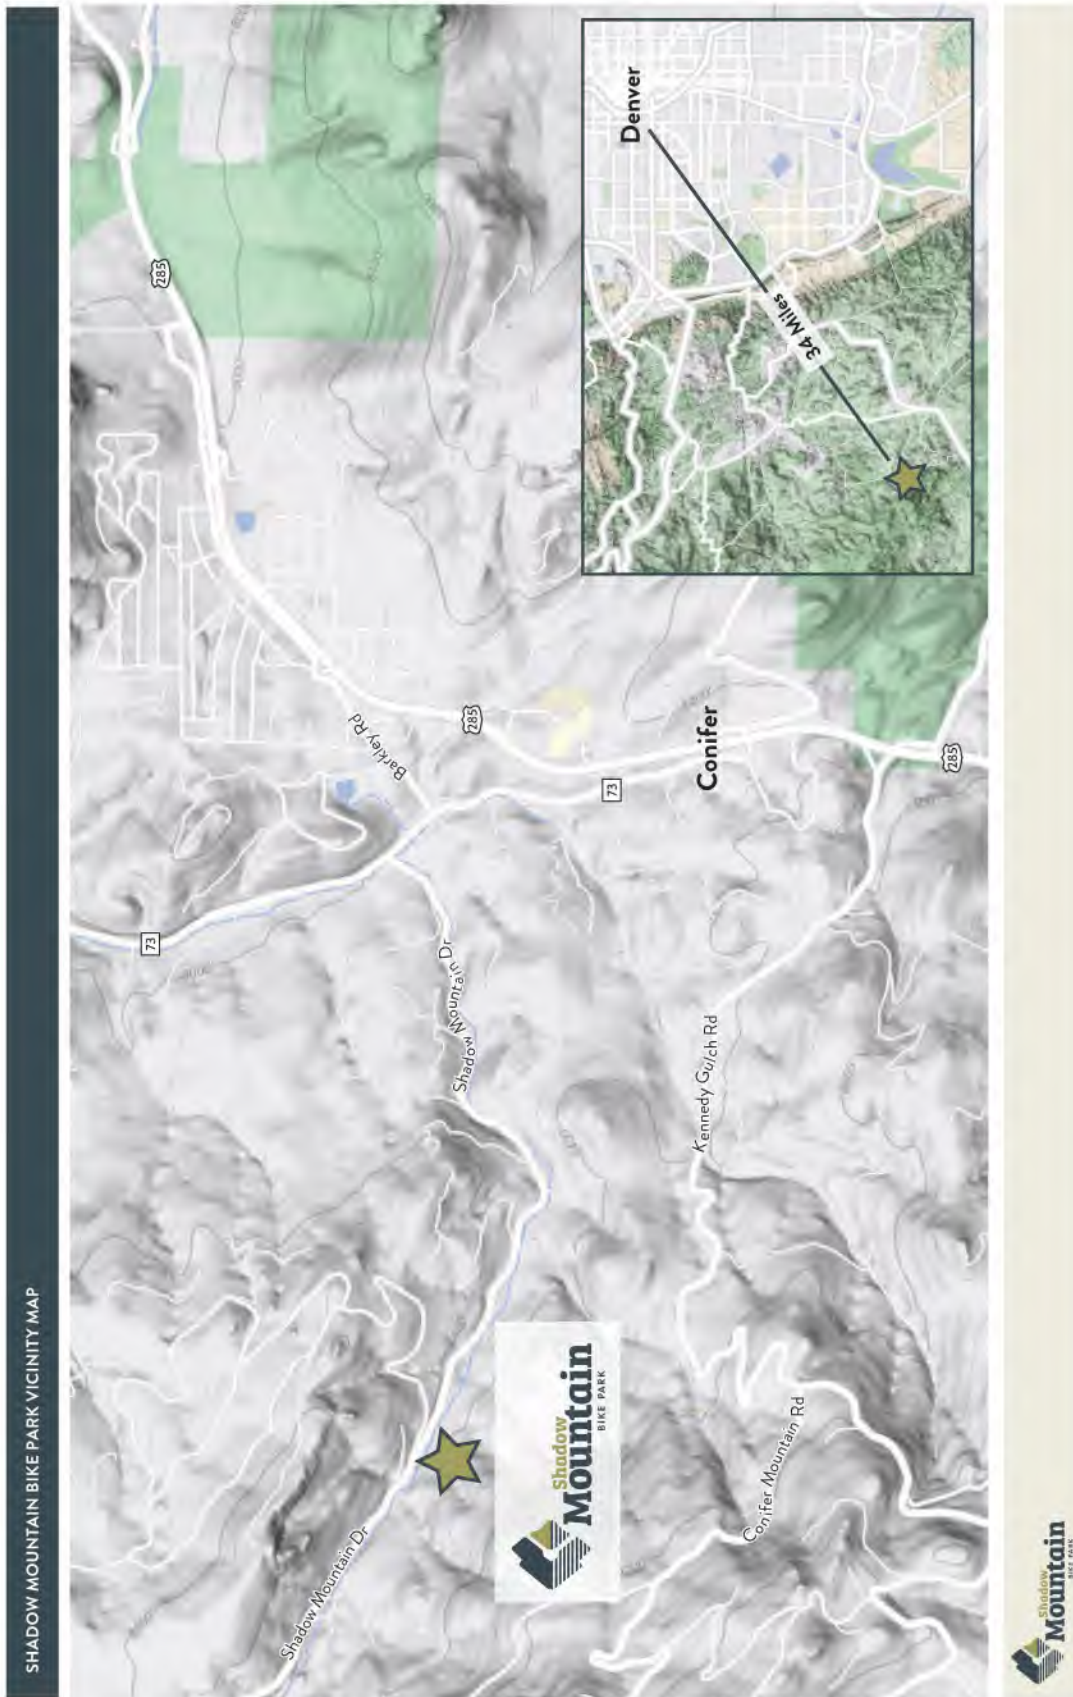 SHADOW MOUNTAIN BIKE PARK VICINITY MAP
73
285
Barkley Rd
285
73
Conifer
285
Shadow Mountain Dr
Kennedy Gulch Rd
Shadow Mountain Dr
Conifer Mountain Rd
Shadow
Mountain
BIKE PARK
Denver
34 Miles
Shadow
Mountain
BIKE PARK